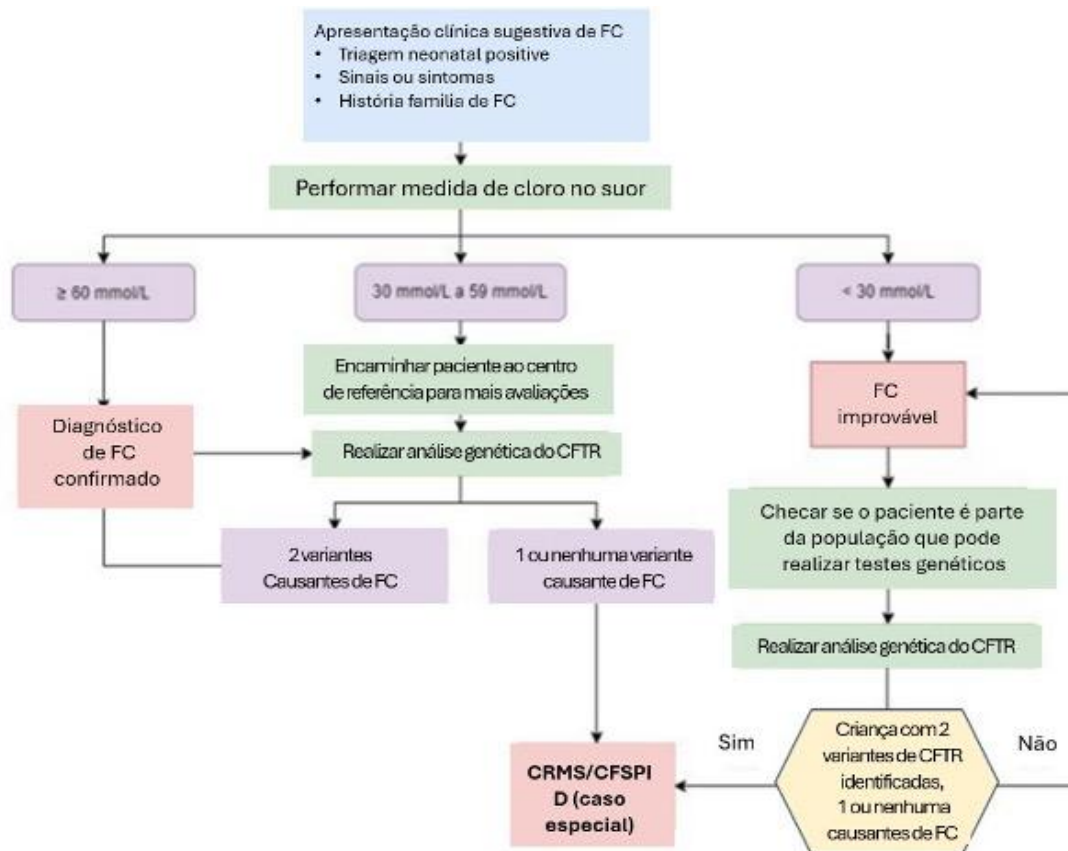 Apresentação clínica sugestiva de FC
• Triagem neonatal positive
• Sinais ou sintomas
• História familia de FC
Performar medida de cloro no suor
≥ 60 mmol/L
30 mmol/L a 59 mmol/L
< 30 mmol/L
Encaminhar paciente ao centro
de referência para mais avaliações
FC
improvável
Diagnóstico
de FC
confirmado
Realizar análise genética do CFTR
Checar se o paciente é parte
da população que pode
realizar testes genéticos
2 variantes
Causantes de FC
1 ou nenhuma variante
causante de FC
Realizar análise genética do CFTR
Sim
Criança com 2
variantes de CFTR
identificadas,
1 ou nenhuma
causantes de FC
Não
CRMS/CFSPI
D (caso
especial)